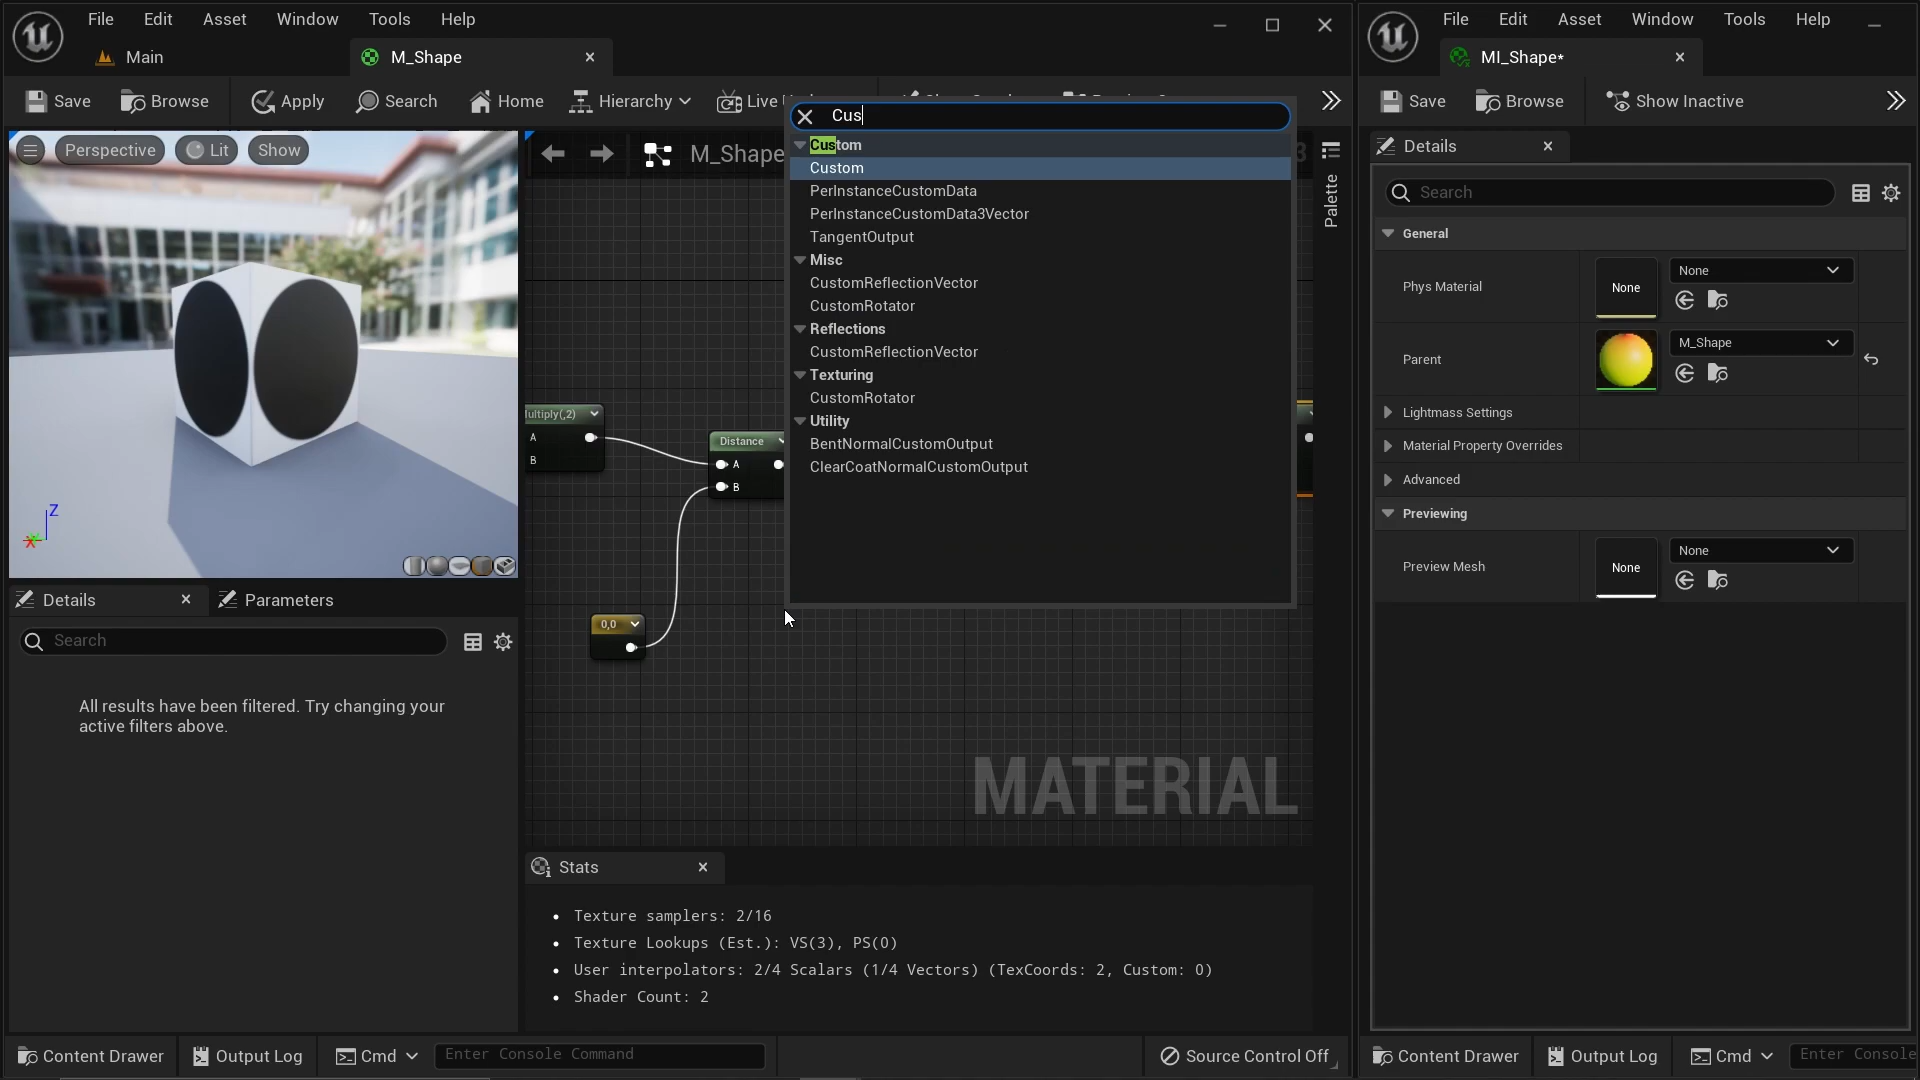 File Edit Asset Window Tools Help
Main
M_Shape
Save Browse Apply Search Home Hierarchy
Perspective Lit Show
Z
X
Details Parameters
Search
All results have been filtered. Try changing your
active filters above.
M_Shape
Cus
Custom
Custom
PerInstanceCustomData
PerInstanceCustomData3Vector
TangentOutput
Misc
CustomReflectionVector
CustomRotator
Reflections
CustomReflectionVector
Texturing
CustomRotator
Utility
BentNormalCustomOutput
ClearCoatNormalCustomOutput
Palette
A
B
Distance
A
B
0,0
MATERIAL
Stats
• Texture samplers: 2/16
• Texture Lookups (Est.): VS(3), PS(0)
• User interpolators: 2/4 Scalars (1/4 Vectors) (TexCoords: 2, Custom: 0)
• Shader Count: 2
Content Drawer Output Log Cmd Enter Console Command Source Control Off
File Edit Asset Window Tools Help
MI_Shape*
Save Browse Show Inactive
Details
Search
General
Phys Material None None
Parent M_Shape
Lightmass Settings
Material Property Overrides
Advanced
Previewing
Preview Mesh None None
Content Drawer Output Log Cmd Enter Console